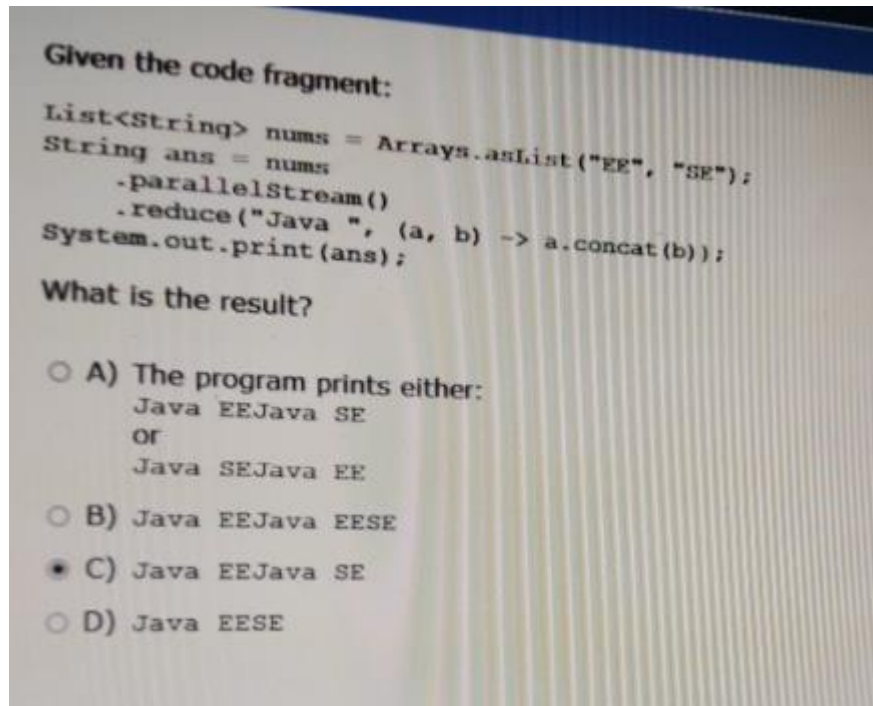 Given the code fragment:
List<String> nums = Arrays.asList("EE", "SE");
String ans = nums
.parallelStream()
.reduce("Java ", (a, b) -> a.concat(b));
System.out.print(ans);
What is the result?
A) The program prints either:
Java EEJava SE
or
Java SEJava EE
B) Java EEJava EESE
C) Java EEJava SE
D) Java EESE